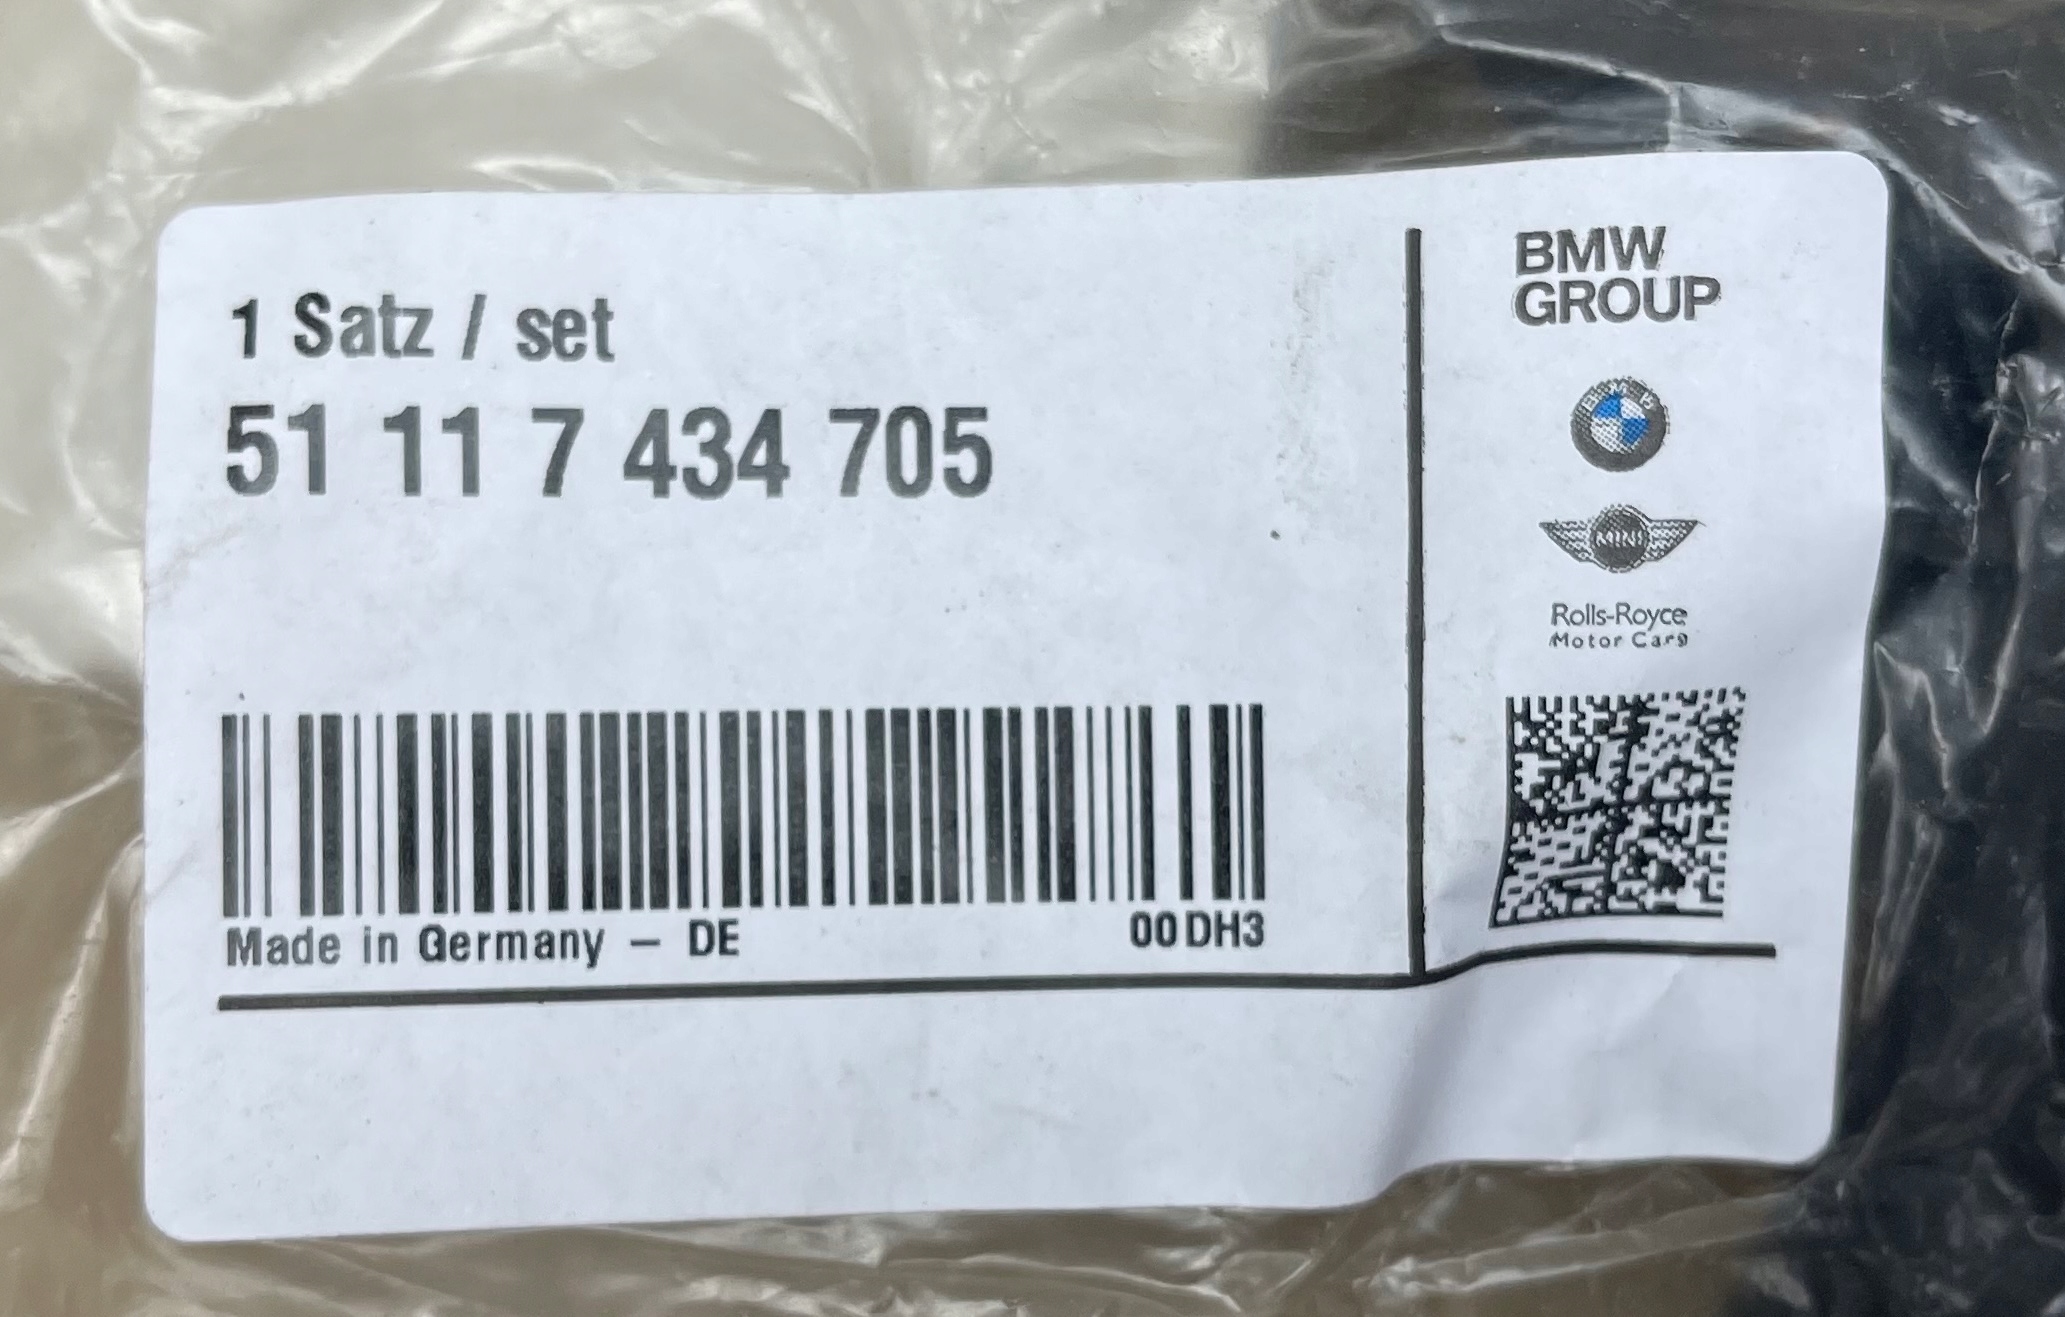 1 Satz / set
51 11 7 434 705
Made in Germany – DE
00DH3
BMW
GROUP
BMW
MINI
Rolls-Royce
Motor Cars